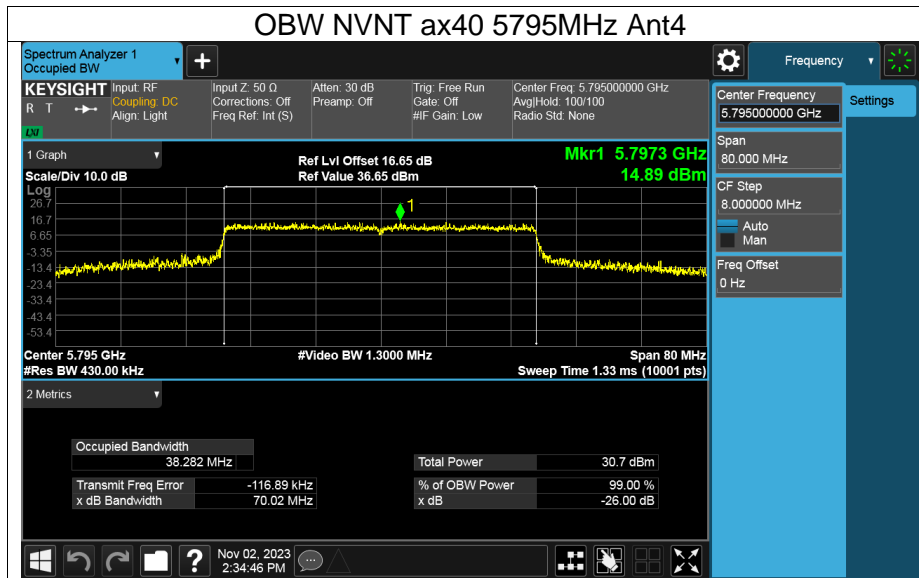 OBW NVNT ax40 5795MHz Ant4
Spectrum Analyzer 1
Occupied BW
+
Frequency
KEYSIGHT
R T
LXI
Input: RF
Coupling: DC
Align: Light
Input Z: 50 Ω
Corrections: Off
Freq Ref: Int (S)
Atten: 30 dB
Preamp: Off
Trig: Free Run
Gate: Off
#IF Gain: Low
Center Freq: 5.795000000 GHz
Avg|Hold: 100/100
Radio Std: None
Center Frequency
5.795000000 GHz
Settings
Span
80.000 MHz
CF Step
8.000000 MHz
Auto
Man
Freq Offset
0 Hz
1 Graph
Scale/Div 10.0 dB
Ref Lvl Offset 16.65 dB
Ref Value 36.65 dBm
Mkr1 5.7973 GHz
14.89 dBm
Log
26.7
16.7
6.65
-3.35
-13.4
-23.4
-33.4
-43.4
-53.4
1
Center 5.795 GHz
#Res BW 430.00 kHz
#Video BW 1.3000 MHz
Span 80 MHz
Sweep Time 1.33 ms (10001 pts)
2 Metrics
Occupied Bandwidth
38.282 MHz
Total Power 30.7 dBm
Transmit Freq Error -116.89 kHz
% of OBW Power 99.00 %
x dB Bandwidth 70.02 MHz
x dB -26.00 dB
?
Nov 02, 2023
2:34:46 PM